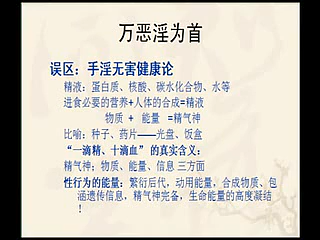 万恶淫为首
误区：手淫无害健康论
精液：蛋白质、核酸、碳水化合物、水等
进食必要的营养+人体的合成=精液
物质 + 能量 =精气神
比喻：种子、药片——光盘、饭盒
“一滴精、十滴血”的真实含义：
精气神：物质、能量、信息 三方面
性行为的能量：繁衍后代，动用能量，合成物质、包
涵遗传信息，精气神完备，生命能量的高度凝结
！